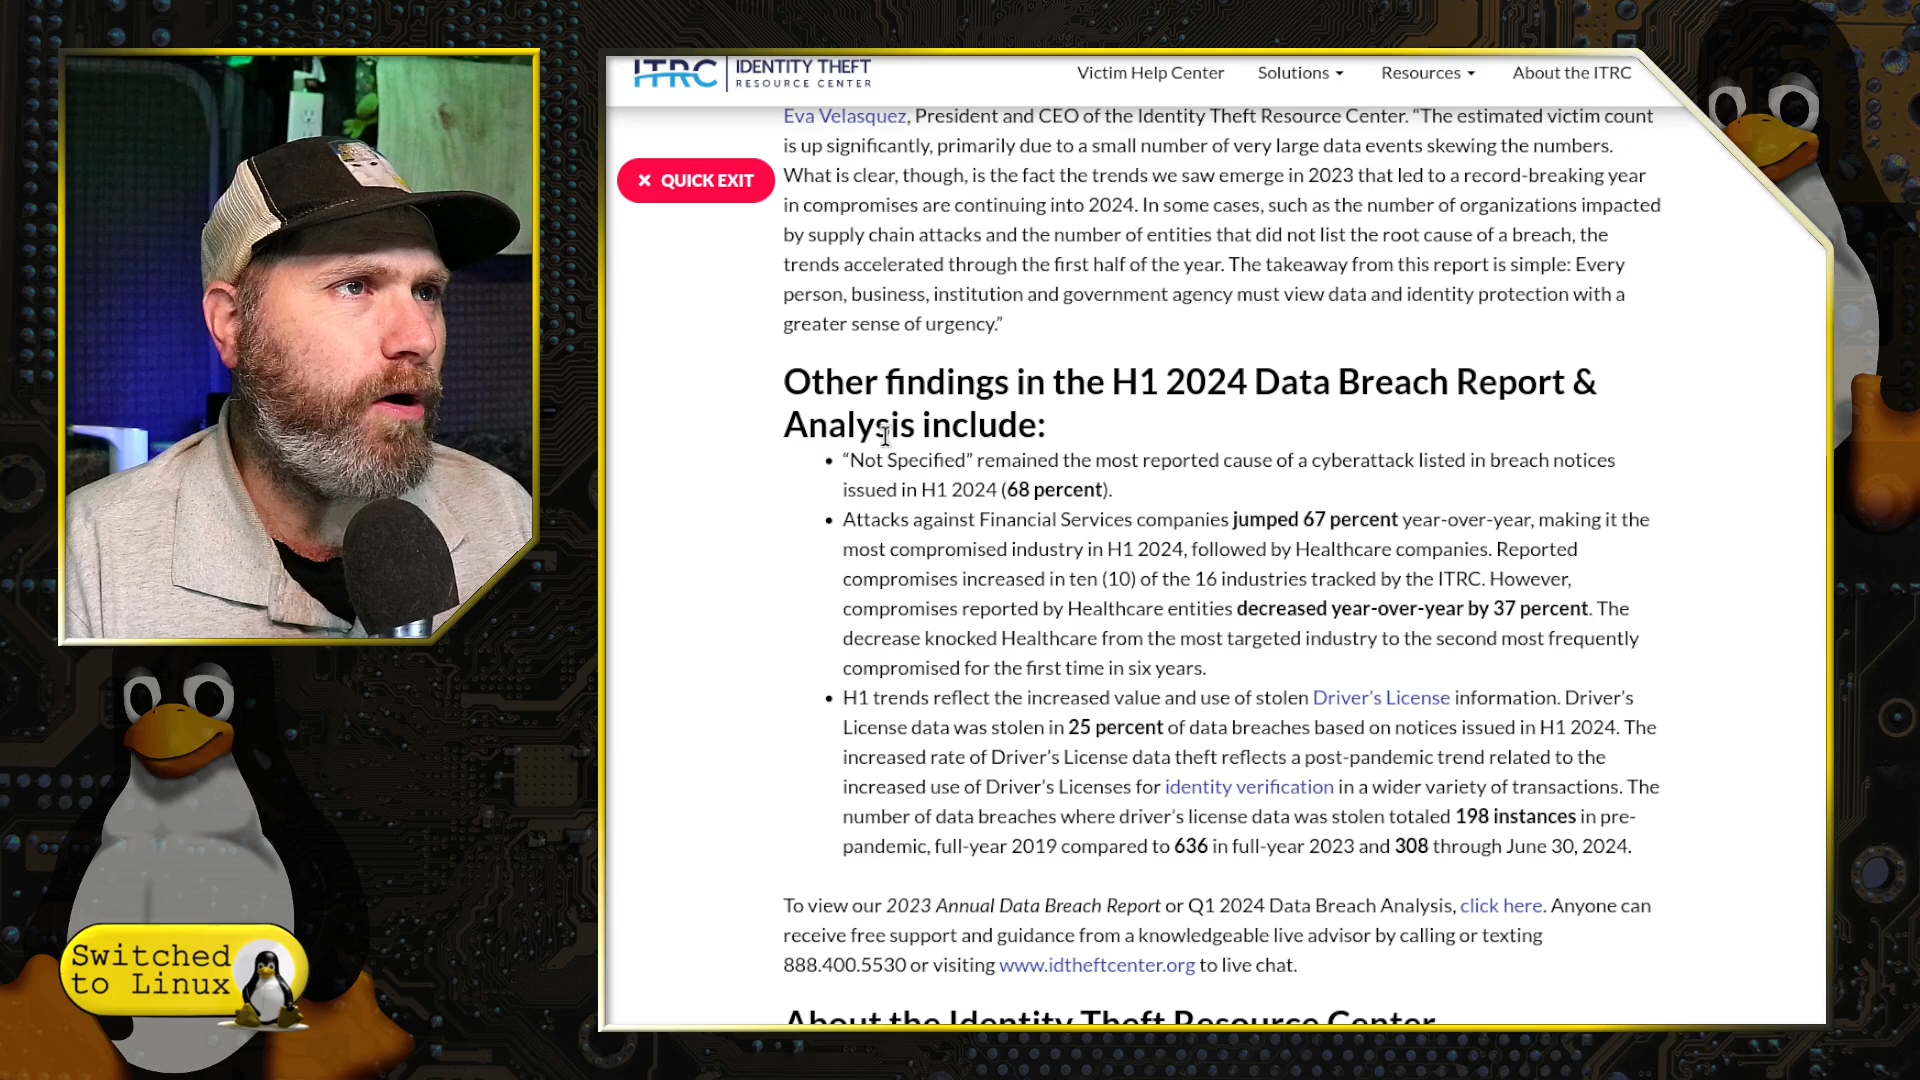 ITRC IDENTITY THEFT
RESOURCE CENTER
Victim Help Center Solutions Resources About the ITRC
× QUICK EXIT
Eva Velasquez, President and CEO of the Identity Theft Resource Center. “The estimated victim count
is up significantly, primarily due to a small number of very large data events skewing the numbers.
What is clear, though, is the fact the trends we saw emerge in 2023 that led to a record-breaking year
in compromises are continuing into 2024. In some cases, such as the number of organizations impacted
by supply chain attacks and the number of entities that did not list the root cause of a breach, the
trends accelerated through the first half of the year. The takeaway from this report is simple: Every
person, business, institution and government agency must view data and identity protection with a
greater sense of urgency.”
Other findings in the H1 2024 Data Breach Report &
Analysis include:
• “Not Specified” remained the most reported cause of a cyberattack listed in breach notices
issued in H1 2024 (68 percent).
• Attacks against Financial Services companies jumped 67 percent year-over-year, making it the
most compromised industry in H1 2024, followed by Healthcare companies. Reported
compromises increased in ten (10) of the 16 industries tracked by the ITRC. However,
compromises reported by Healthcare entities decreased year-over-year by 37 percent. The
decrease knocked Healthcare from the most targeted industry to the second most frequently
compromised for the first time in six years.
• H1 trends reflect the increased value and use of stolen Driver’s License information. Driver’s
License data was stolen in 25 percent of data breaches based on notices issued in H1 2024. The
increased rate of Driver’s License data theft reflects a post-pandemic trend related to the
increased use of Driver’s Licenses for identity verification in a wider variety of transactions. The
number of data breaches where driver’s license data was stolen totaled 198 instances in pre-
pandemic, full-year 2019 compared to 636 in full-year 2023 and 308 through June 30, 2024.
To view our 2023 Annual Data Breach Report or Q1 2024 Data Breach Analysis, click here. Anyone can
receive free support and guidance from a knowledgeable live advisor by calling or texting
888.400.5530 or visiting www.idtheftcenter.org to live chat.
About the Identity Theft Resource Center
Switched
to Linux